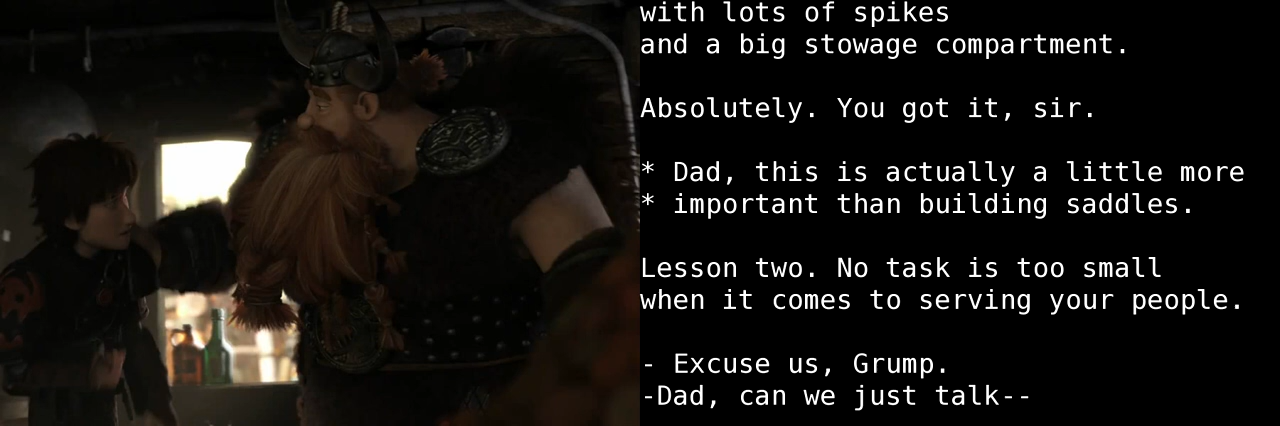 with lots of spikes
and a big stowage compartment.
Absolutely. You got it, sir.
* Dad, this is actually a little more
* important than building saddles.
Lesson two. No task is too small
when it comes to serving your people.
- Excuse us, Grump.
-Dad, can we just talk--